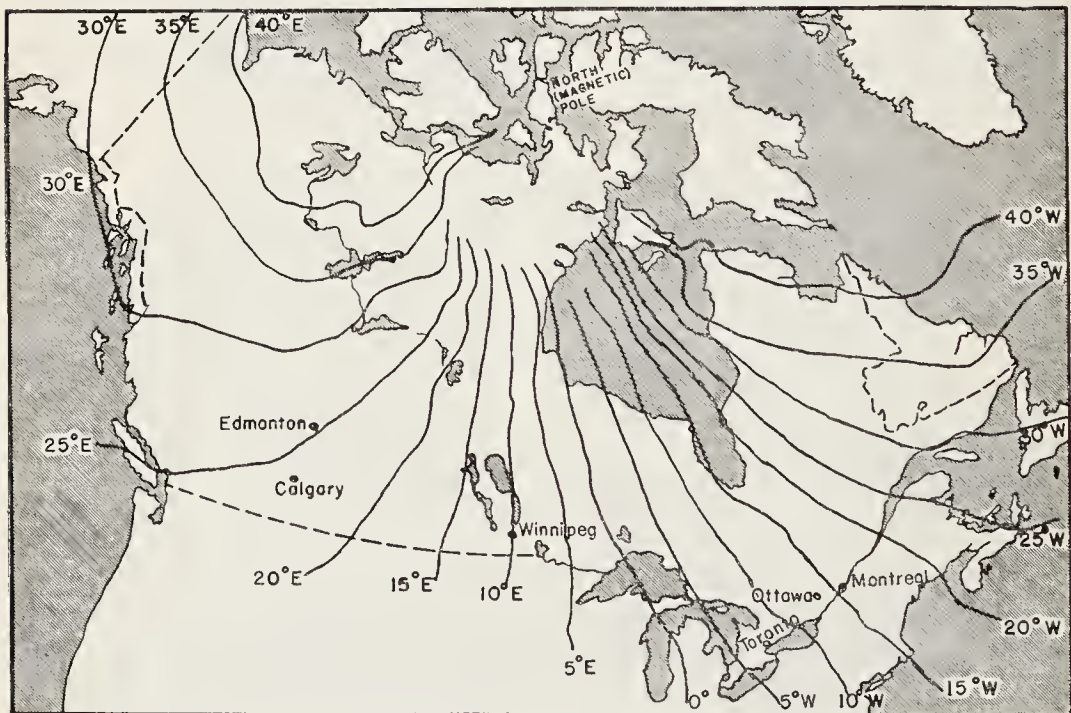 30°E 35°E 40°E
NORTH
(MAGNETIC)
POLE
30°E
40°W
35°W
Edmonton
25°E
Calgary
30°W
Winnipeg
25°W
20°E
15°E
10°E
Ottawa
Montreal
Toronto
20°W
5°E
0°
5°W
10°W
15°W